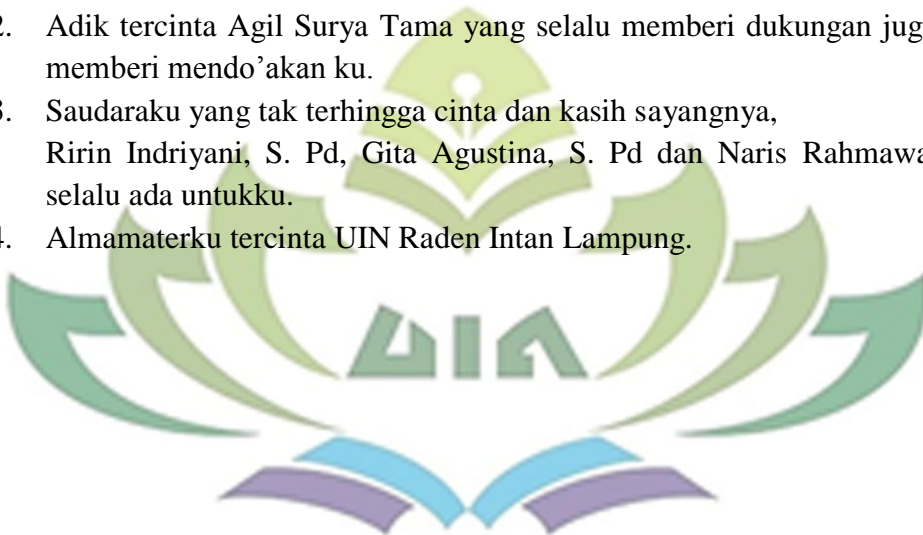 2. Adik tercinta Agil Surya Tama yang selalu memberi dukungan jug
memberi mendo’akan ku.
3. Saudaraku yang tak terhingga cinta dan kasih sayangnya,
Ririn Indriyani, S. Pd, Gita Agustina, S. Pd dan Naris Rahmawa
selalu ada untukku.
4. Almamaterku tercinta UIN Raden Intan Lampung.
UIN